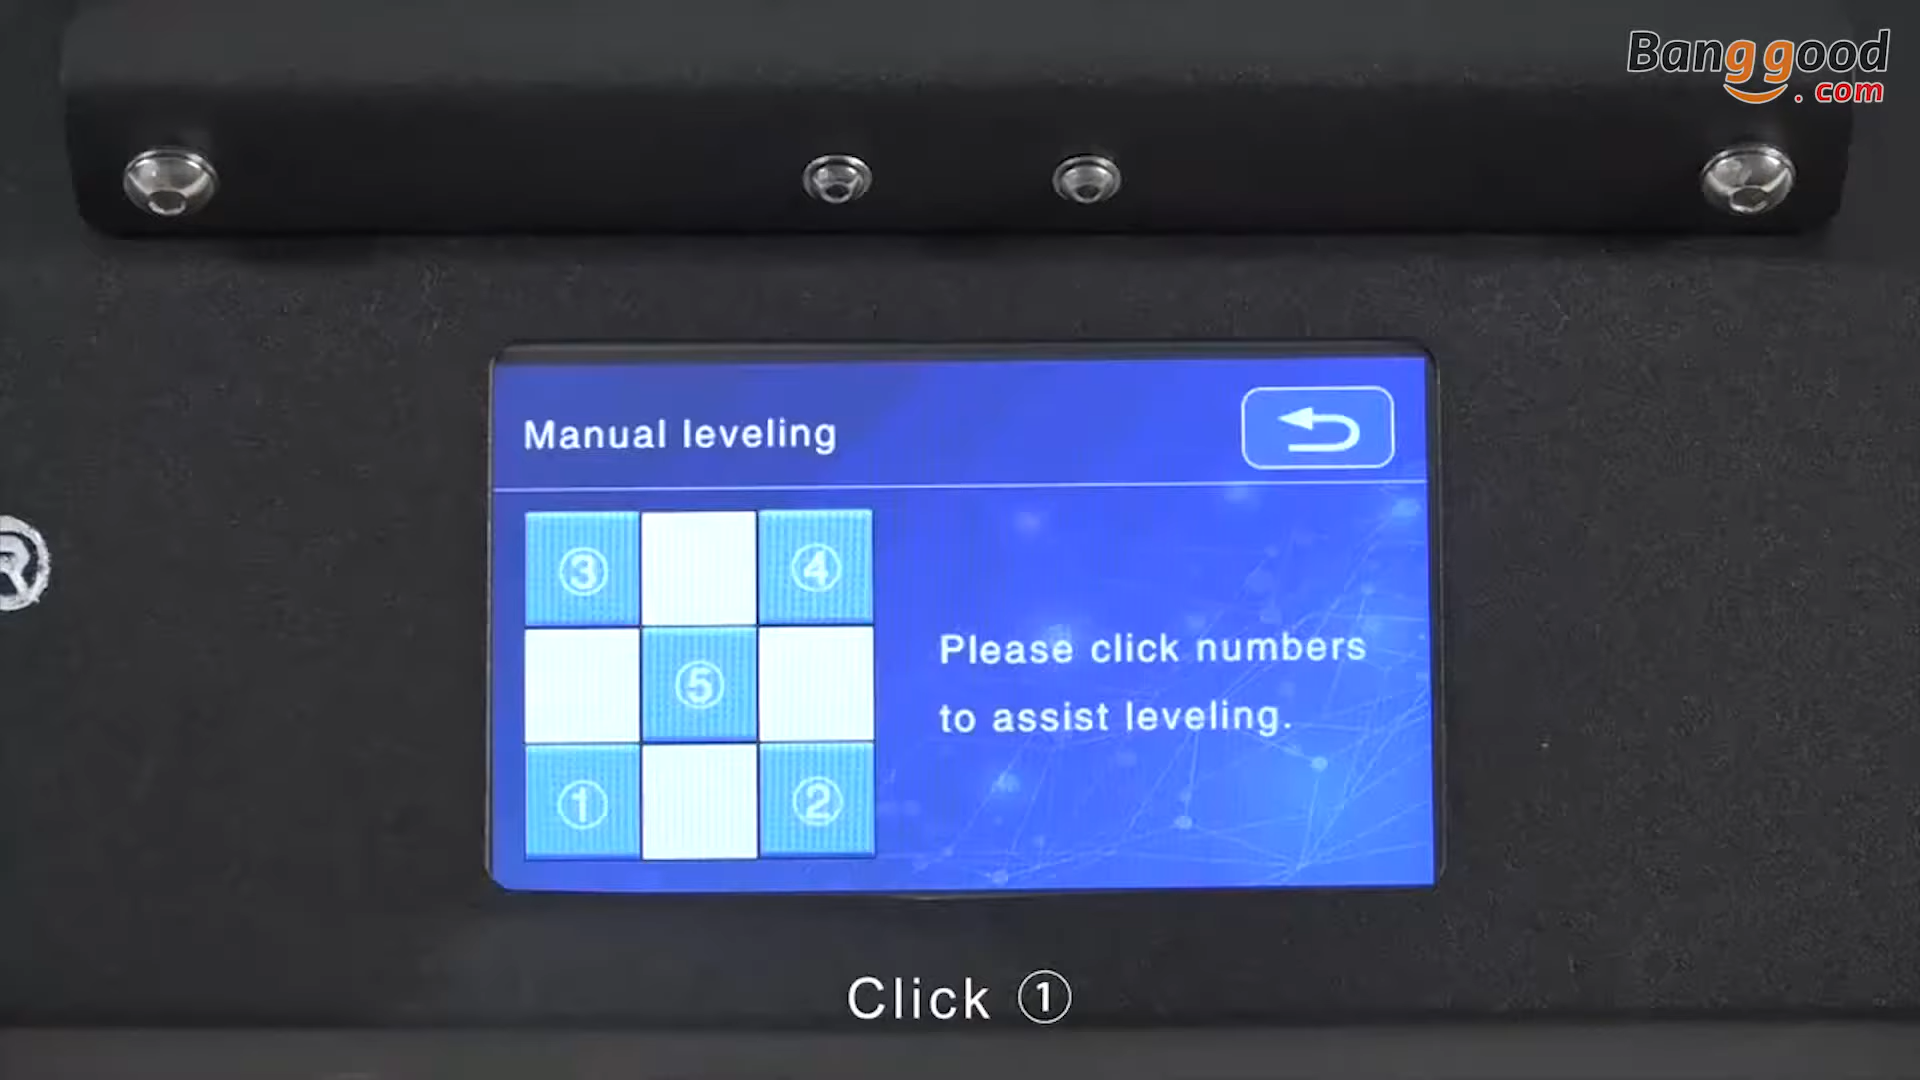 Banggood
.com
Manual leveling
③ ④
Please click numbers
⑤
to assist leveling.
① ②
®
Click ①